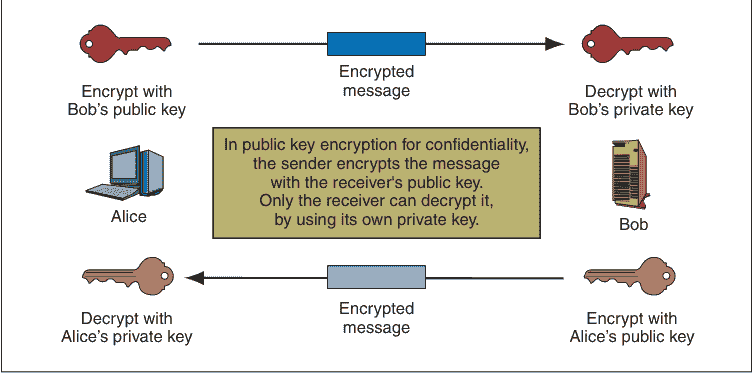 Encrypt with
Bob's public key
Encrypted
message
Decrypt with
Bob's private key
In public key encryption for confidentiality,
the sender encrypts the message
with the receiver's public key.
Only the receiver can decrypt it,
by using its own private key.
Alice
Bob
Decrypt with
Alice's private key
Encrypted
message
Encrypt with
Alice's public key